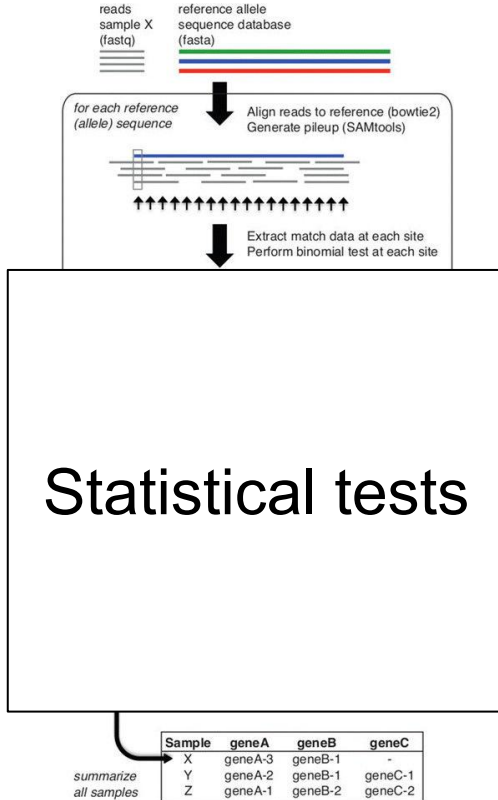 reads
sample X
(fastq)
reference allele
sequence database
(fasta)
for each reference
(allele) sequence
Align reads to reference (bowtie2)
Generate pileup (SAMtools)
Extract match data at each site
Perform binomial test at each site
Statistical tests
Sample geneA geneB geneC
X geneA-3 geneB-1 -
Y geneA-2 geneB-1 geneC-1
Z geneA-1 geneB-2 geneC-2
summarize
all samples